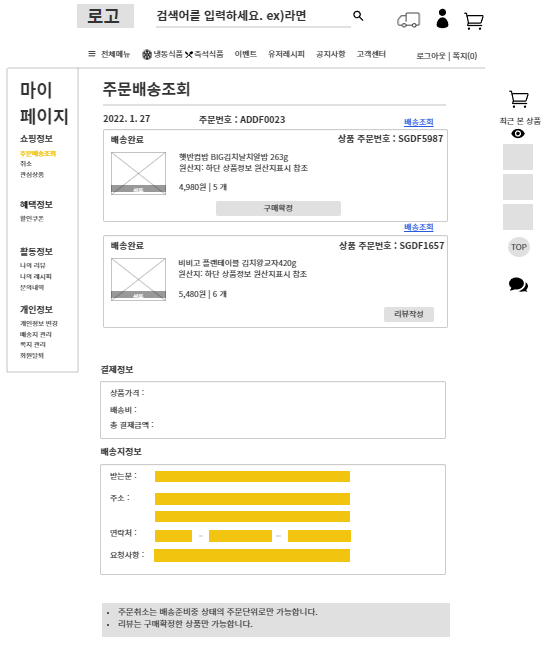 로고
검색어를 입력하세요. ex)라면
전체메뉴 냉동식품 즉석식품 이벤트 유저레시피 공지사항 고객센터
로그아웃 | 쪽지(0)
마이
페이지
쇼핑정보
주문배송조회
취소
관심상품
혜택정보
할인쿠폰
활동정보
나의 리뷰
나의 레시피
문의내역
개인정보
개인정보 변경
배송지 관리
쪽지 관리
회원탈퇴
주문배송조회
2022. 1. 27 주문번호 : ADDF0023
배송조회
배송완료 상품 주문번호 : SGDF5987
햇반컵밥 BIG김치날치알밥 263g
원산지: 하단 상품정보 원산지표시 참조
4,980원 | 5 개
구매확정
배송조회
배송완료 상품 주문번호 : SGDF1657
비비고 플랜테이블 김치왕교자420g
원산지: 하단 상품정보 원산지표시 참조
5,480원 | 6 개
리뷰작성
결제정보
상품가격 :
배송비 :
총 결제금액 :
배송지정보
받는분 :
주소 :
연락처 : – –
요청사항 :
• 주문취소는 배송준비중 상태의 주문단위로만 가능합니다.
• 리뷰는 구매확정한 상품만 가능합니다.
최근 본 상품
TOP